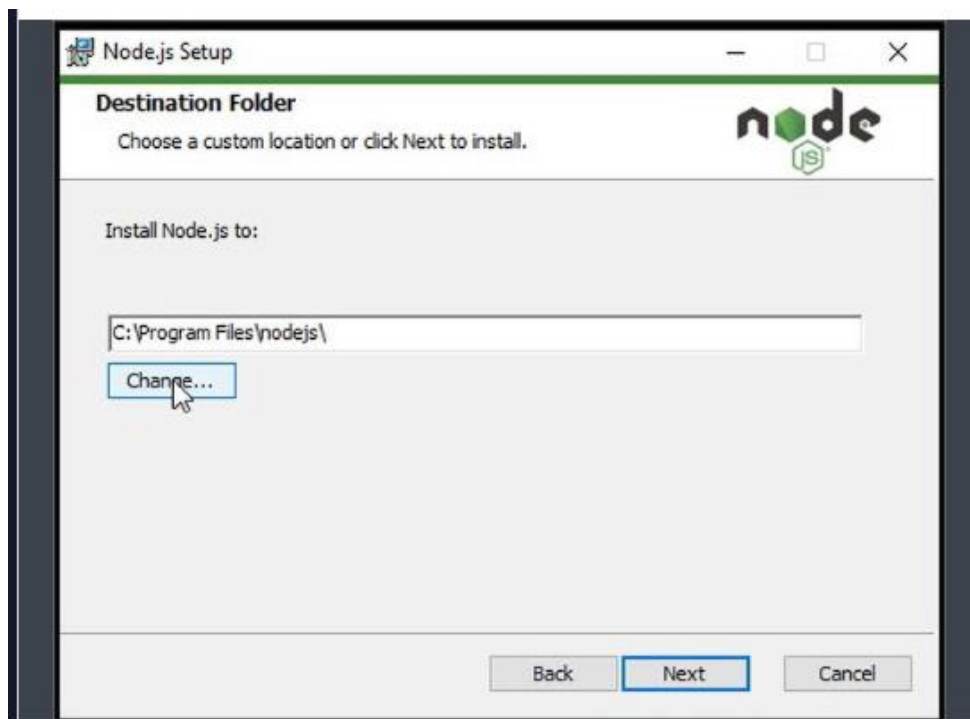 Node.js Setup
Destination Folder
Choose a custom location or click Next to install.
node
JS
Install Node.js to:
C:\Program Files\nodejs\
Change...
Back Next Cancel